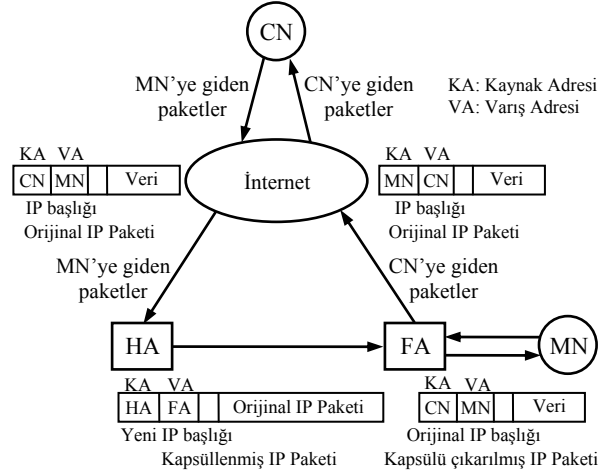 CN
MN'ye giden
paketler
CN'ye giden
paketler
KA: Kaynak Adresi
VA: Varış Adresi
KA VA
CN MN Veri
IP başlığı
Orijinal IP Paketi
İnternet
KA VA
MN CN Veri
IP başlığı
Orijinal IP Paketi
MN'ye giden
paketler
CN'ye giden
paketler
HA
FA
MN
KA VA
HA FA Orijinal IP Paketi
Yeni IP başlığı
Kapsüllenmiş IP Paketi
KA VA
CN MN Veri
Orijinal IP başlığı
Kapsülü çıkarılmış IP Paketi